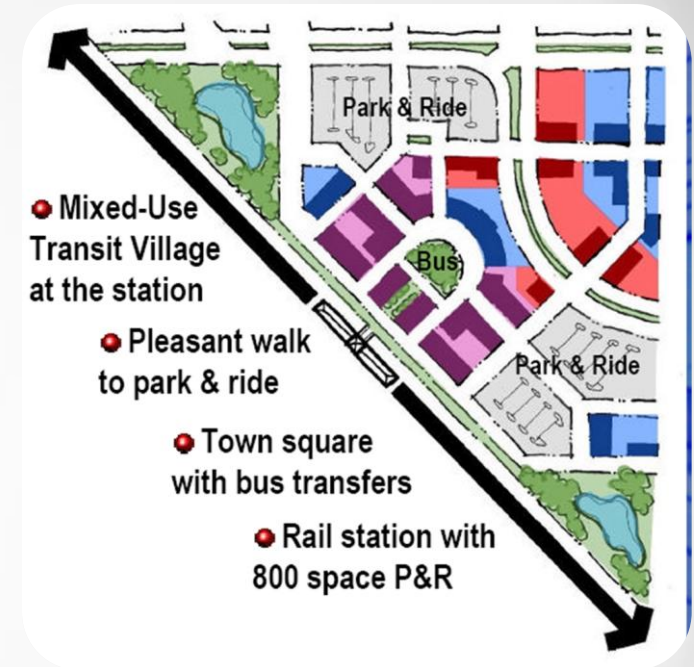 Park & Ride
Mixed-Use
Transit Village
at the station
Bus
Pleasant walk
to park & ride
Park & Ride
Town square
with bus transfers
Rail station with
800 space P&R